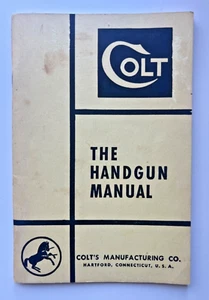 COLT
THE
HANDGUN
MANUAL
COLT'S MANUFACTURING CO.
HARTFORD, CONNECTICUT, U. S. A.